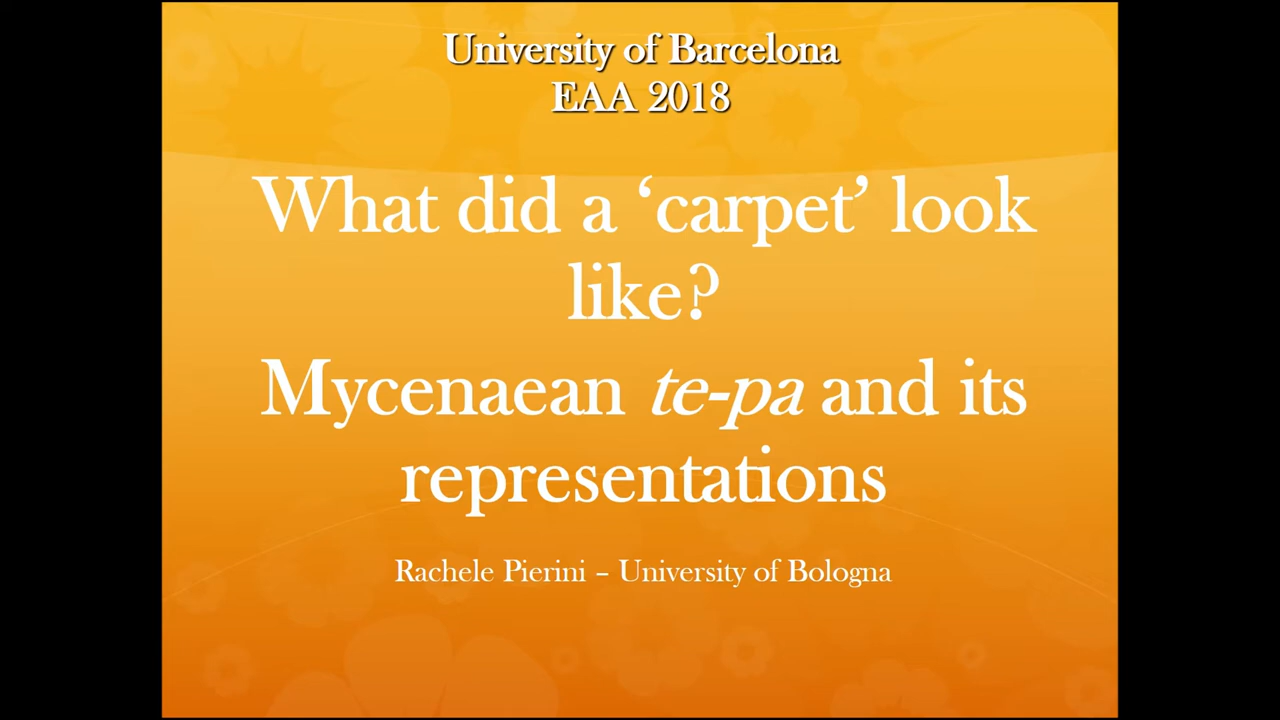 University of Barcelona
EAA 2018
What did a ‘carpet’ look
like?
Mycenaean te-pa and its
representations
Rachele Pierini – University of Bologna